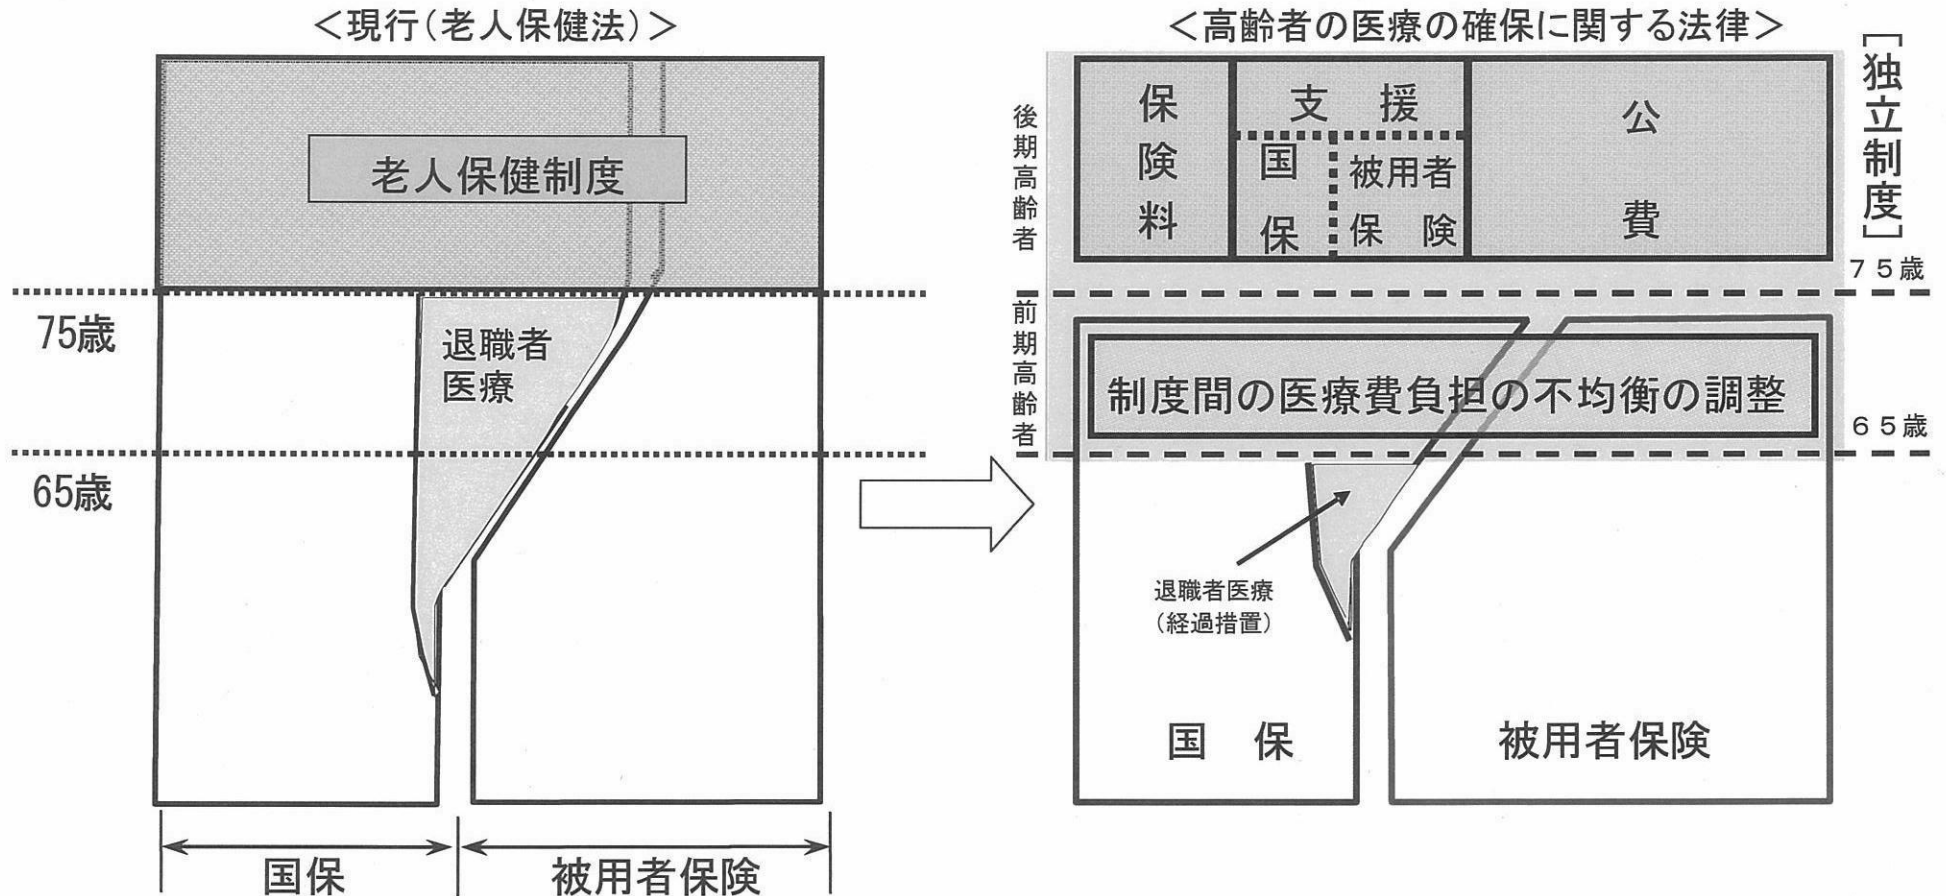 <現行(老人保健法)>
老人保健制度
75歳
退職者
医療
65歳
国保
被用者保険
<高齢者の医療の確保に関する法律>
[独立制度]
後期高齢者
保険料
支 援
国保
被用者
保 険
公費
75歳
前期高齢者
制度間の医療費負担の不均衡の調整
65歳
退職者医療
(経過措置)
国 保
被用者保険